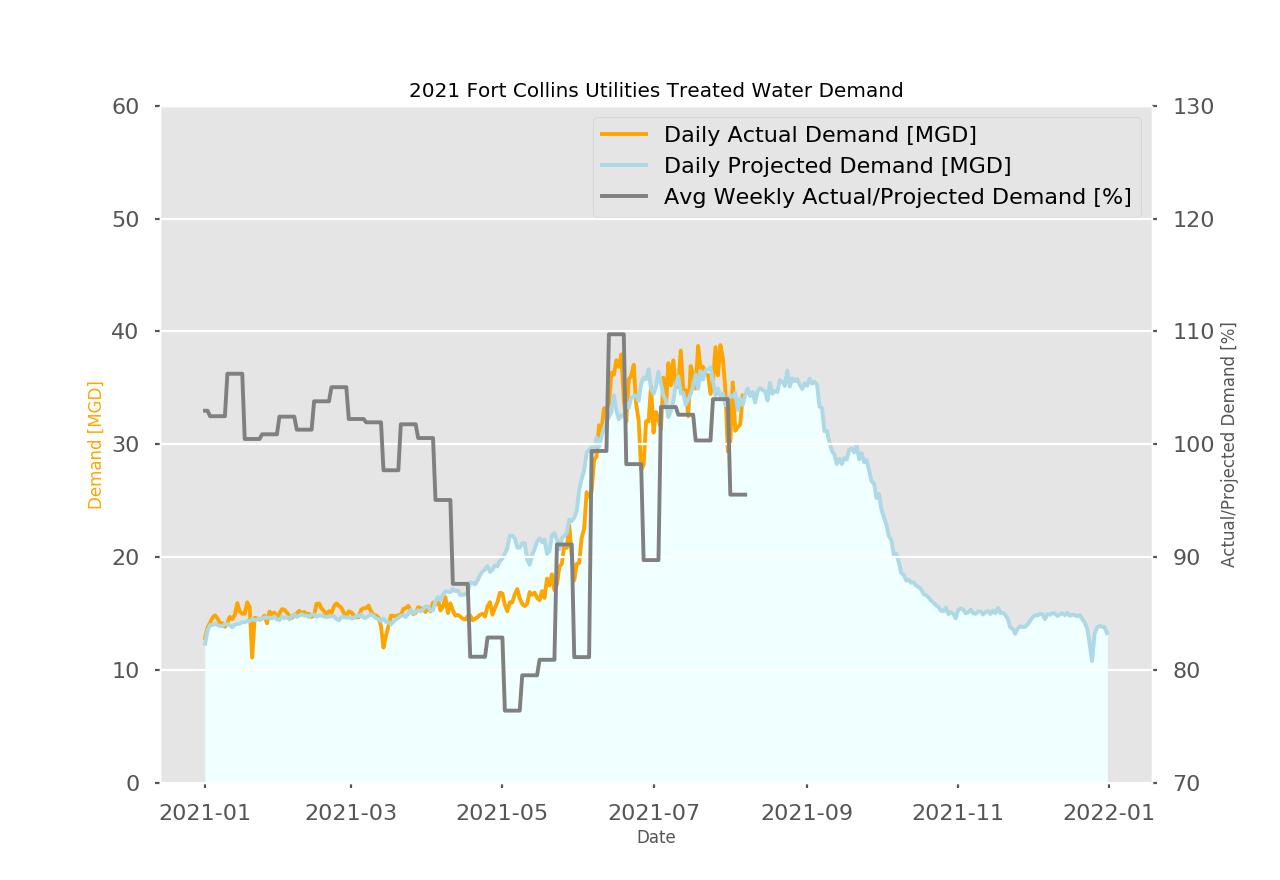 2021 Fort Collins Utilities Treated Water Demand
Daily Actual Demand [MGD]
Daily Projected Demand [MGD]
Avg Weekly Actual/Projected Demand [%]
60
50
40
30
20
10
0
Demand [MGD]
130
120
110
100
90
80
70
Actual/Projected Demand [%]
2021-01 2021-03 2021-05 2021-07 2021-09 2021-11 2022-01
Date